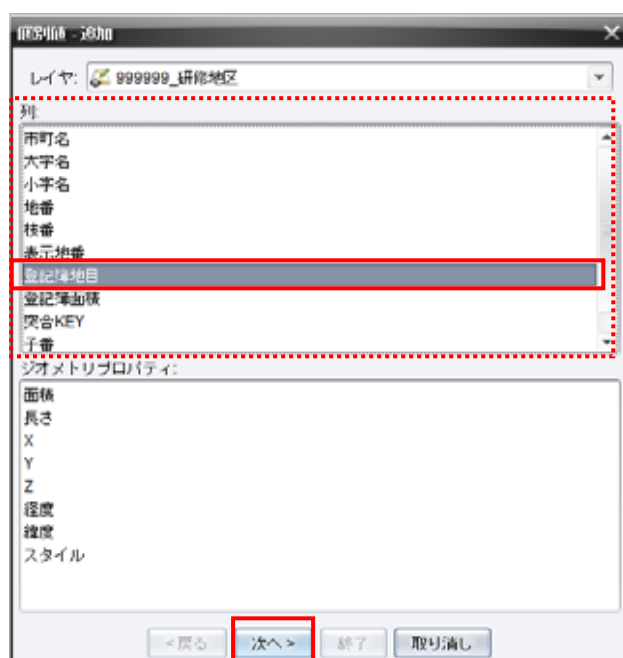 個別値 - 追加
レイヤ: 999999_研修地区
列:
市町名
大字名
小字名
地番
枝番
表示地番
登記簿地目
登記簿面積
突合KEY
子番
ジオメトリプロパティ:
面積
長さ
X
Y
Z
経度
緯度
スタイル
<戻る 次へ > 終了 取り消し